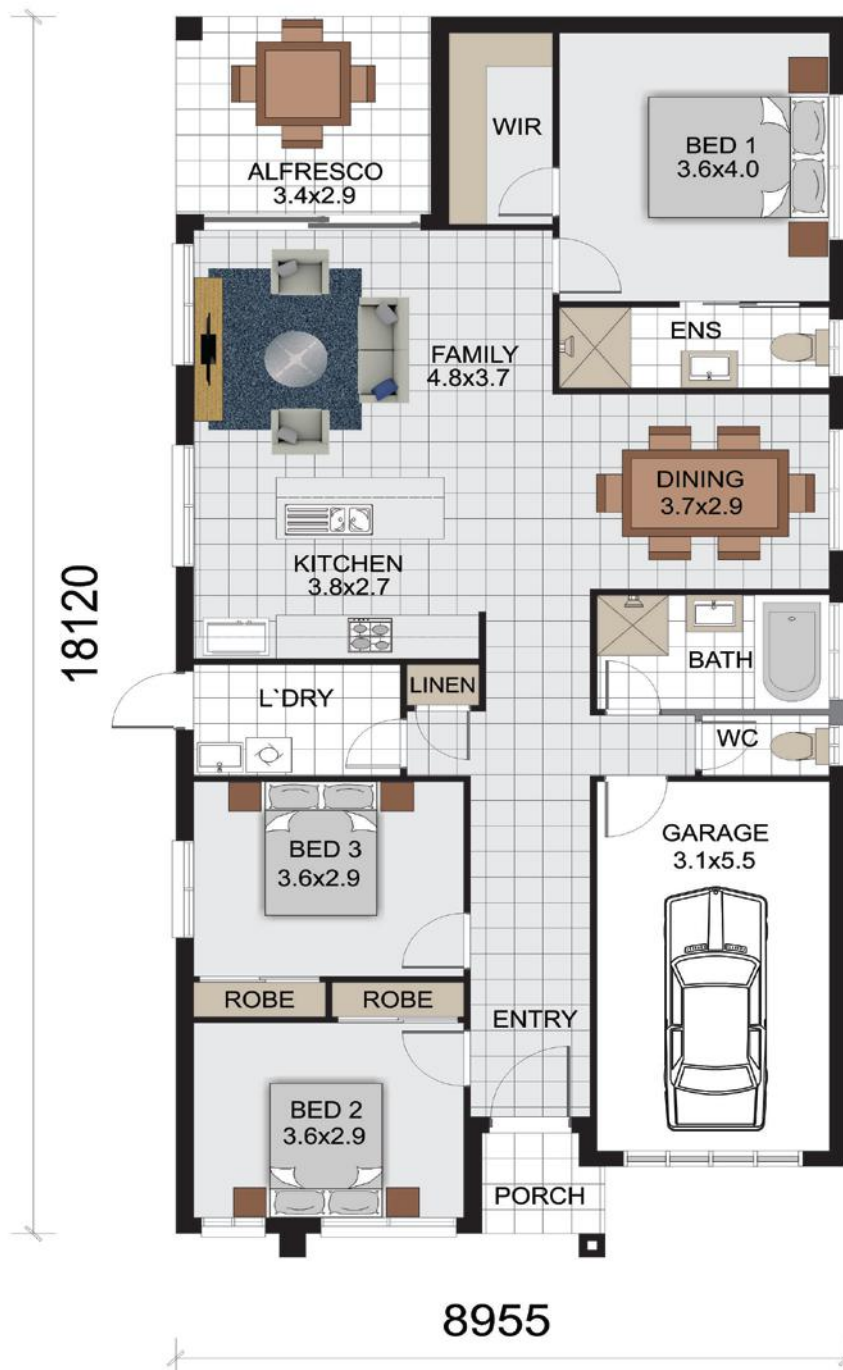 WIR
BED 1
3.6x4.0
ALFRESCO
3.4x2.9
ENS
FAMILY
4.8x3.7
DINING
3.7x2.9
KITCHEN
3.8x2.7
18120
BATH
LINEN
L`DRY
WC
GARAGE
3.1x5.5
BED 3
3.6x2.9
ROBE
ROBE
ENTRY
BED 2
3.6x2.9
PORCH
8955